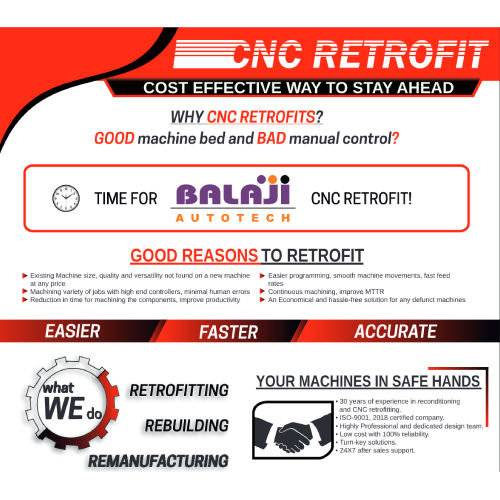 CNC RETROFIT
COST EFFECTIVE WAY TO STAY AHEAD
WHY CNC RETROFITS?
GOOD machine bed and BAD manual control?
TIME FOR BALAJI CNC RETROFIT!
AUTOTECH
GOOD REASONS TO RETROFIT
Existing Machine size, quality and versatility not found on a new machine
at any price
Machining variety of jobs with high end controllers, minimal human errors
Reduction in time for machining the components, improve productivity
Easier programming, smooth machine movements, fast feed
rates
Continuous machining, improve MTTR
An Economical and hassle-free solution for any defunct machines
EASIER FASTER ACCURATE
what
WE do
RETROFITTING
REBUILDING
REMANUFACTURING
YOUR MACHINES IN SAFE HANDS
• 30 years of experience in reconditioning
and CNC retrofitting.
• ISO-9001, 2018 certified company.
• Highly Professional and dedicated design team.
• Low cost with 100% reliability.
• Turn-key solutions.
• 24X7 after sales support.